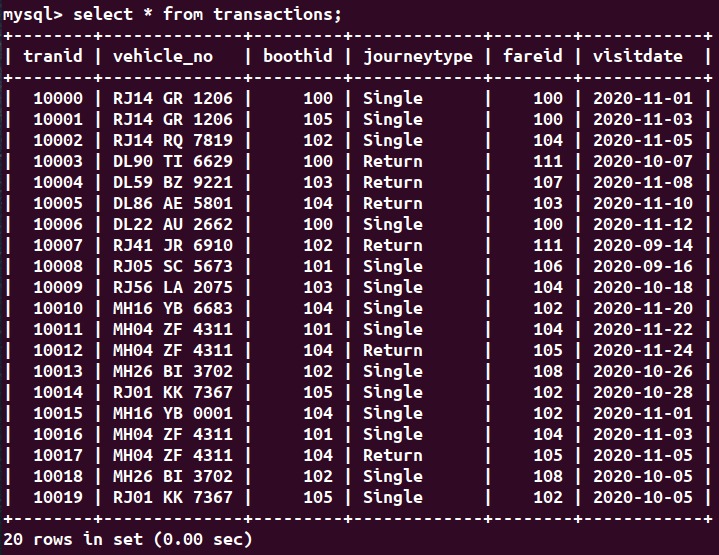 mysql> select * from transactions;
+--------+--------------+---------+-------------+--------+------------+
| tranid | vehicle_no   | boothid | journeytype | fareid | visitdate  |
+--------+--------------+---------+-------------+--------+------------+
|  10000 | RJ14 GR 1206 |     100 | Single      |    100 | 2020-11-01 |
|  10001 | RJ14 GR 1206 |     105 | Single      |    100 | 2020-11-03 |
|  10002 | RJ14 RQ 7819 |     102 | Single      |    104 | 2020-11-05 |
|  10003 | DL90 TI 6629 |     100 | Return      |    111 | 2020-10-07 |
|  10004 | DL59 BZ 9221 |     103 | Return      |    107 | 2020-11-08 |
|  10005 | DL86 AE 5801 |     104 | Return      |    103 | 2020-11-10 |
|  10006 | DL22 AU 2662 |     100 | Single      |    100 | 2020-11-12 |
|  10007 | RJ41 JR 6910 |     102 | Return      |    111 | 2020-09-14 |
|  10008 | RJ05 SC 5673 |     101 | Single      |    106 | 2020-09-16 |
|  10009 | RJ56 LA 2075 |     103 | Single      |    104 | 2020-10-18 |
|  10010 | MH16 YB 6683 |     104 | Single      |    102 | 2020-11-20 |
|  10011 | MH04 ZF 4311 |     101 | Single      |    104 | 2020-11-22 |
|  10012 | MH04 ZF 4311 |     104 | Return      |    105 | 2020-11-24 |
|  10013 | MH26 BI 3702 |     102 | Single      |    108 | 2020-10-26 |
|  10014 | RJ01 KK 7367 |     105 | Single      |    102 | 2020-10-28 |
|  10015 | MH16 YB 0001 |     104 | Single      |    102 | 2020-11-01 |
|  10016 | MH04 ZF 4311 |     101 | Single      |    104 | 2020-11-03 |
|  10017 | MH04 ZF 4311 |     104 | Return      |    105 | 2020-11-05 |
|  10018 | MH26 BI 3702 |     102 | Single      |    108 | 2020-10-05 |
|  10019 | RJ01 KK 7367 |     105 | Single      |    102 | 2020-10-05 |
+--------+--------------+---------+-------------+--------+------------+
20 rows in set (0.00 sec)